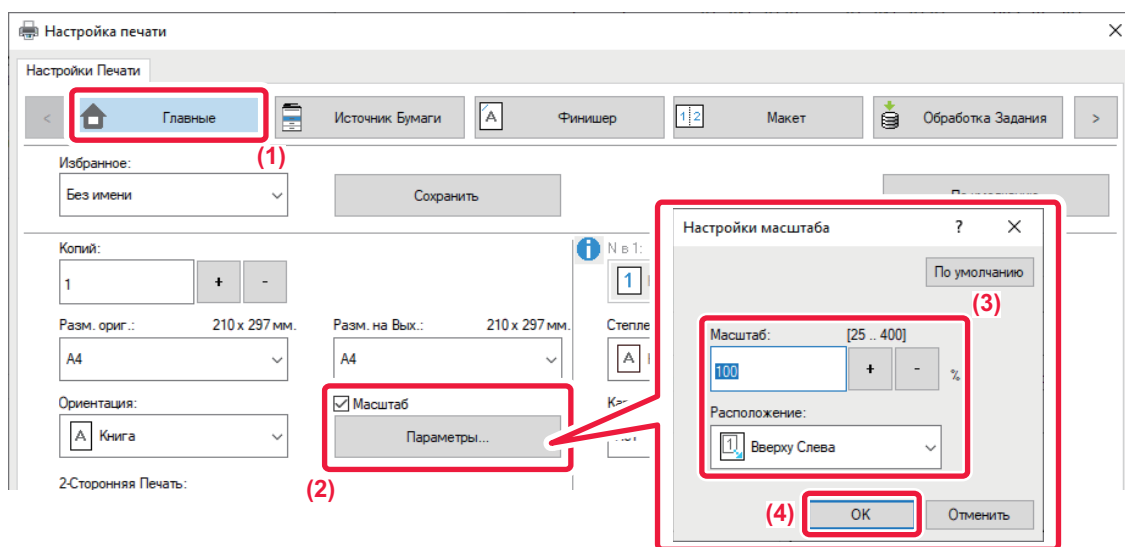 Настройка печати
Настройки Печати
< Главные Источник Бумаги Финишер Макет Обработка Задания >
(1)
Избранное:
Без имени Сохранить
Копий: N в 1:
1 + - 1
Разм. ориг.: 210 x 297 мм. Разм. на Вых.: 210 x 297 мм.
A4 A4
Ориентация: Масштаб
Книга Параметры...
(2)
2-Сторонняя Печать:
Настройки масштаба ?
По умолчанию
(3)
Масштаб: [25 .. 400]
100 + - %
Расположение:
1 Вверху Слева
(4) OK Отменить